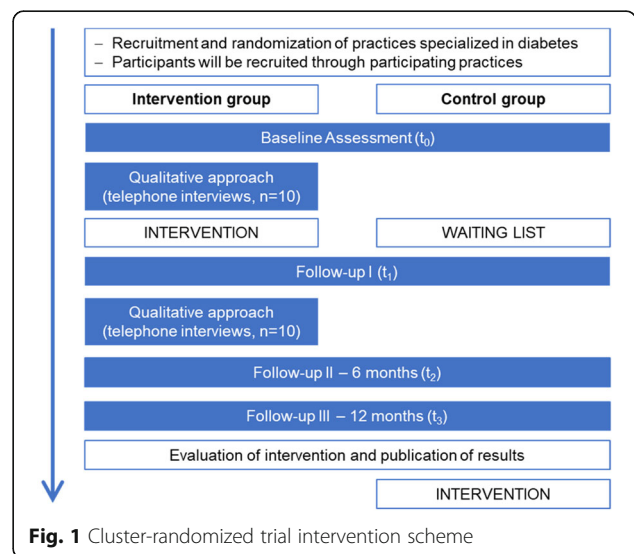 – Recruitment and randomization of practices specialized in diabetes
– Participants will be recruited through participating practices
Intervention group
Control group
Baseline Assessment (t₀)
Qualitative approach
(telephone interviews, n=10)
INTERVENTION
WAITING LIST
Follow-up I (t₁)
Qualitative approach
(telephone interviews, n=10)
Follow-up II – 6 months (t₂)
Follow-up III – 12 months (t₃)
Evaluation of intervention and publication of results
INTERVENTION
Fig. 1 Cluster-randomized trial intervention scheme